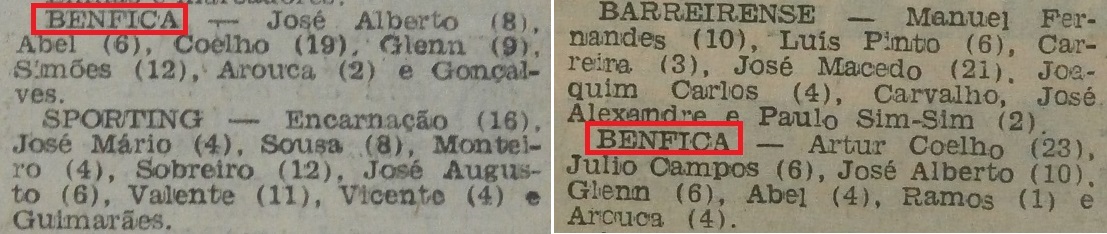 BENFICA — José Alberto (8),
Abel (6), Coelho (19), Glenn (9),
Simões (12), Arouca (2) e Gonçal-
ves.
SPORTING — Encarnação (16),
José Mário (4), Sousa (8), Montei-
ro (4), Sobreiro (12), José Augus-
to (6), Valente (11), Vicente (4) e
Guimarães.
BARREIRENSE — Manuel Fer-
nandes (10), Luís Pinto (6), Car-
reira (3), José Macedo (21), Joa-
quim Carlos (4), Carvalho, José
Alexandre e Paulo Sim-Sim (2).
BENFICA — Artur Coelho (23),
Julio Campos (6), José Alberto (10),
Glenn (6), Abel (4), Ramos (1) e
Arouca (4).